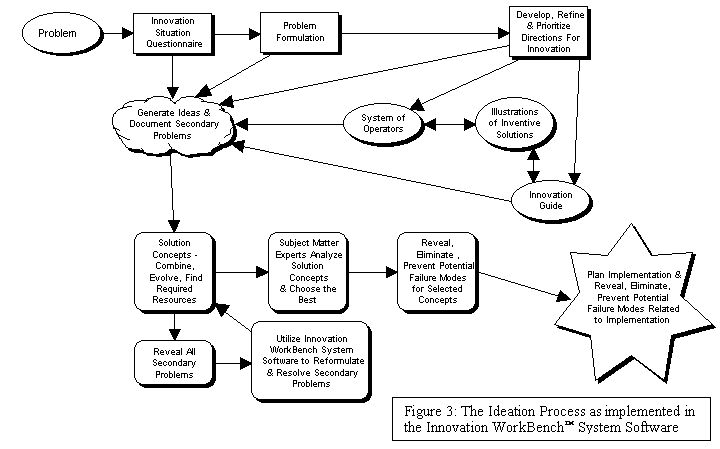 Problem
Innovation
Situation
Questionnaire
Problem
Formulation
Develop, Refine
& Prioritize
Directions For
Innovation
Generate Ideas &
Document Secondary
Problems
System of
Operators
Illustrations
of Inventive
Solutions
Innovation
Guide
Solution
Concepts -
Combine,
Evolve, Find
Required
Resources
Subject Matter
Experts Analyze
Solution
Concepts
& Choose the
Best
Reveal,
Eliminate ,
Prevent Potential
Failure Modes
for Selected
Concepts
Plan Implementation &
Reveal, Eliminate,
Prevent Potential
Failure Modes Related
to Implementation
Reveal All
Secondary
Problems
Utilize Innovation
WorkBench System
Software to Reformulate
& Resolve Secondary
Problems
Figure 3: The Ideation Process as implemented in
the Innovation WorkBench™ System Software